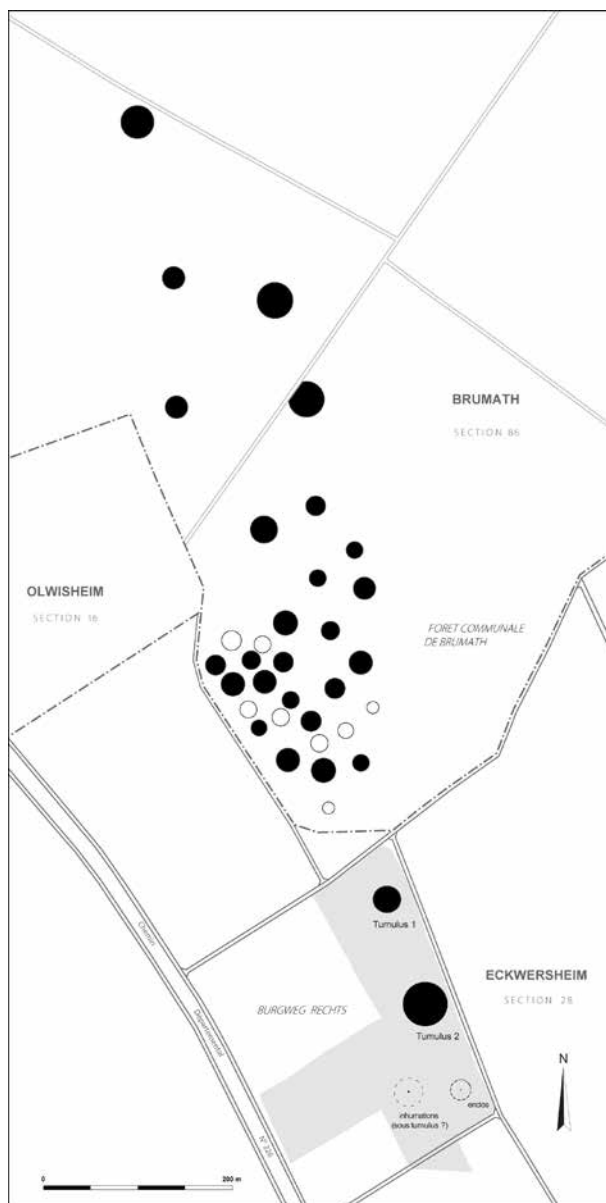 BRUMATH
SECTION 86
OLWISHEIM
SECTION 16
FORET COMMUNALE
DE BRUMATH
Tumulus 1
Chemin
Départemental
N° 226
ECKWERSHEIM
SECTION 28
BURGWEG RECHTS
Tumulus 2
N
inhumations
(sous tumulus ?)
enclos
0 m
200 m